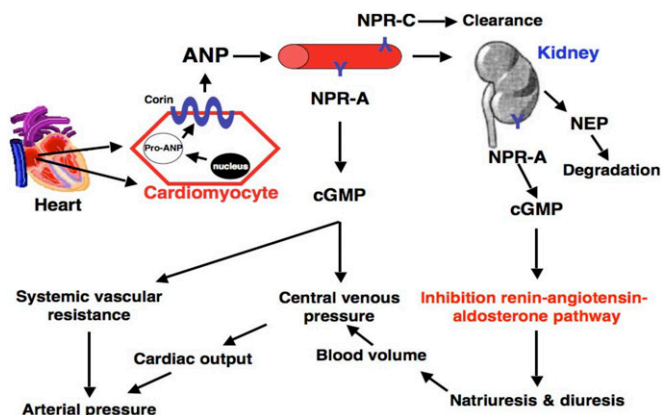 NPR-C
Clearance
ANP
Kidney
Corin
NPR-A
Pro-ANP
nucleus
NEP
NPR-A
Cardiomyocyte
Degradation
Heart
cGMP
cGMP
Systemic vascular
resistance
Central venous
pressure
Inhibition renin-angiotensin-
aldosterone pathway
Cardiac output
Blood volume
Arterial pressure
Natriuresis & diuresis